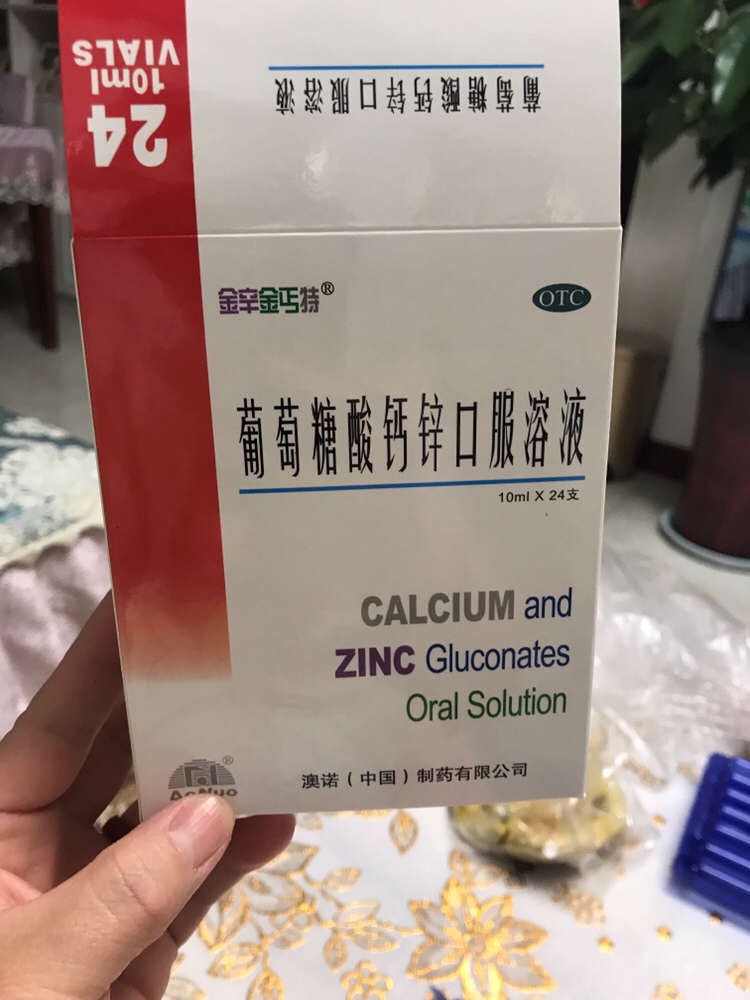 24
10ml
VIALS
葡萄糖酸钙锌口服溶液
金辛金丐特®
OTC
葡萄糖酸钙锌口服溶液
10ml X 24支
CALCIUM and
ZINC Gluconates
Oral Solution
®
AoNuo
澳诺（中国）制药有限公司